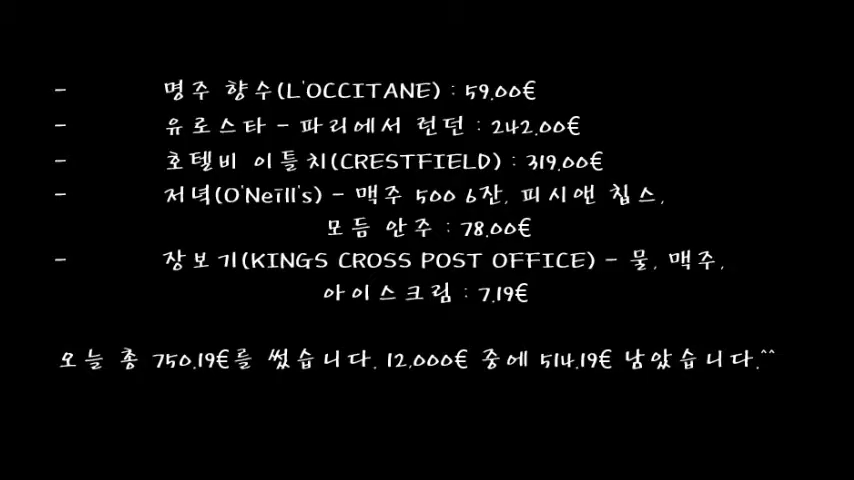 - 명주 향수(L'OCCITANE) : 59.00€
- 유로스타 - 파리에서 런던 : 242.00€
- 호텔비 이틀치(CRESTFIELD) : 319.00€
- 저녁(O'Neill's) - 맥주 500 6잔, 피시앤 칩스,
모듬 안주 : 78.00€
- 장보기(KINGS CROSS POST OFFICE) - 물, 맥주,
아이스크림 : 7.19€
오늘 총 750.19€를 썼습니다. 12,000€ 중에 514.19€ 남았습니다.^^